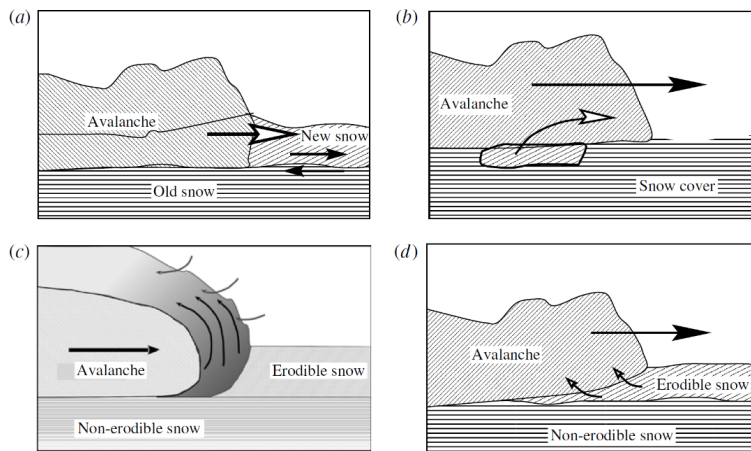 (a)
Avalanche
New snow
Old snow
(b)
Avalanche
Snow cover
(c)
Avalanche
Erodible snow
Non-erodible snow
(d)
Avalanche
Erodible snow
Non-erodible snow